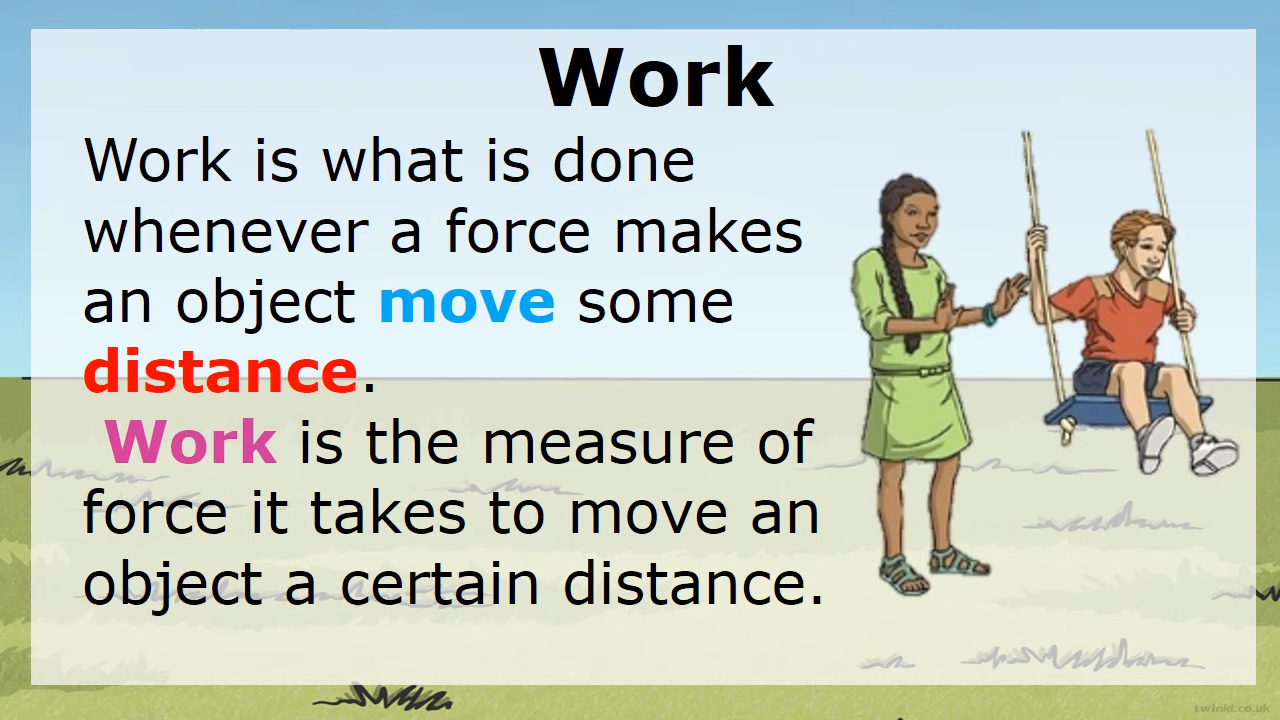 Work
Work is what is done
whenever a force makes
an object move some
distance.
Work is the measure of
force it takes to move an
object a certain distance.
twinkl.co.uk